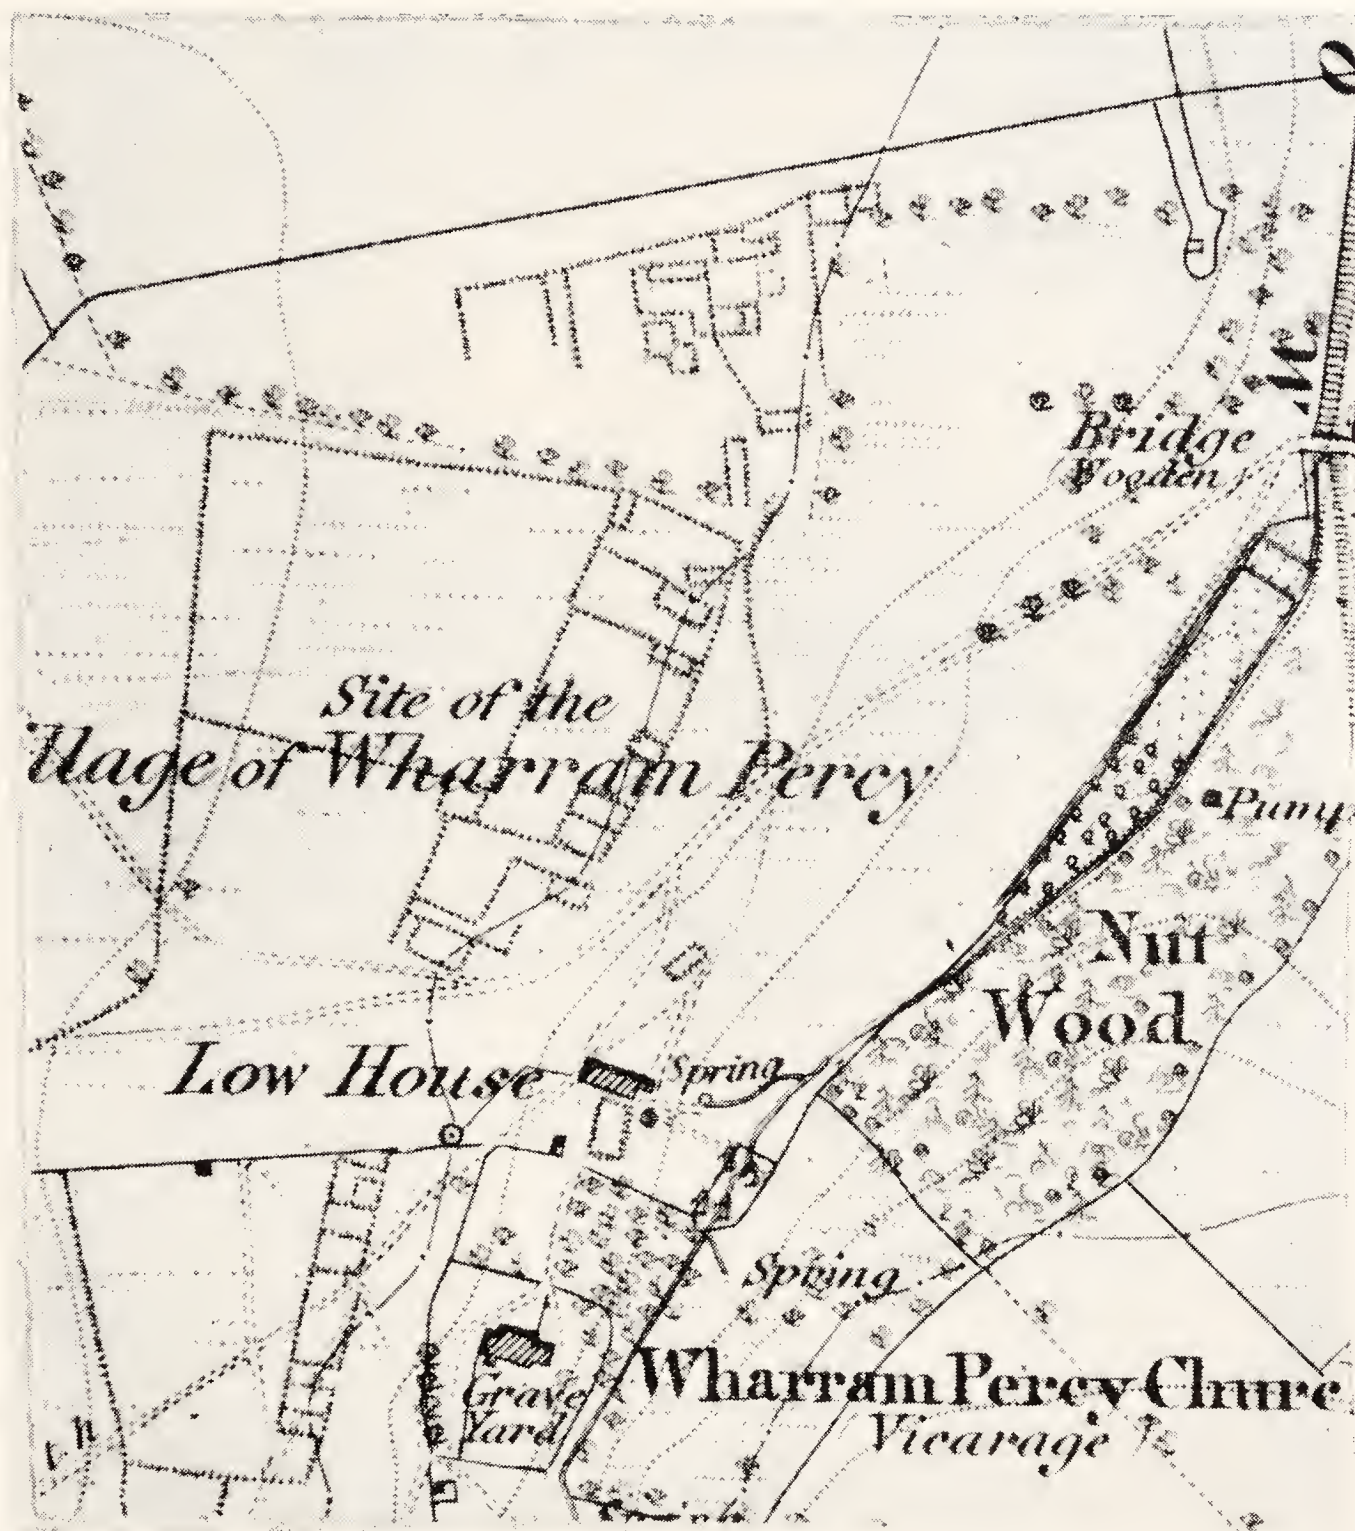 Bridge
Wooden
Site of the
illage of Wharram Percy
Pump
Nut
Wood
Low House
Spring
Spring
Wharram Percy Churc
Vicarage
Grave
Yard
t h